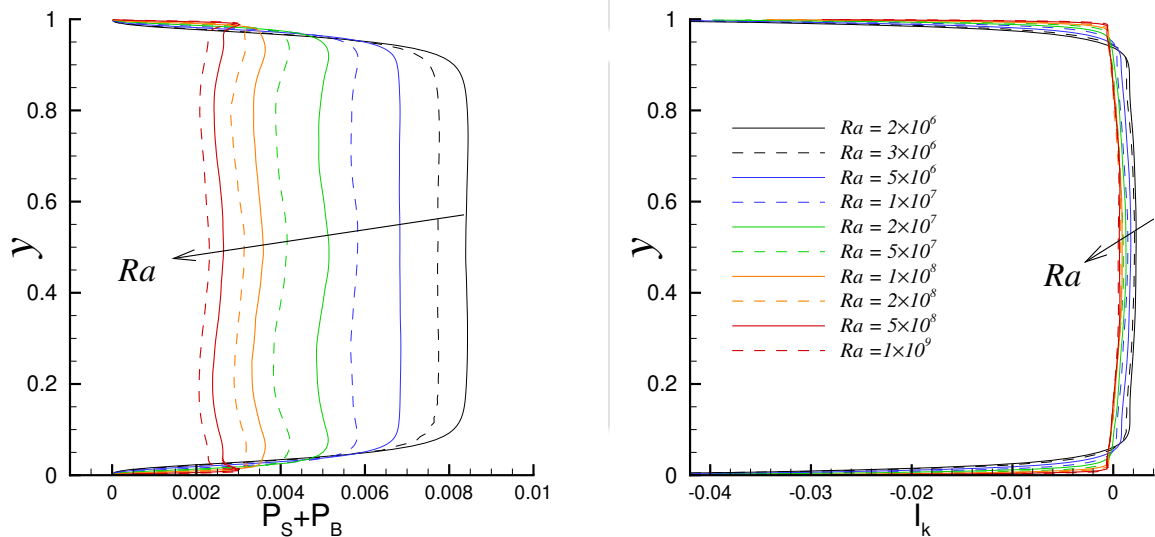 1
0.8
0.6
0.4
0.2
0
y
Ra
0
0.002
0.004
0.006
0.008
0.01
P_S+P_B
1
0.8
0.6
0.4
0.2
0
y
Ra = 2×10^6
Ra = 3×10^6
Ra = 5×10^6
Ra = 1×10^7
Ra = 2×10^7
Ra = 5×10^7
Ra = 1×10^8
Ra = 2×10^8
Ra = 5×10^8
Ra =1×10^9
Ra
-0.04
-0.03
-0.02
-0.01
0
I_k